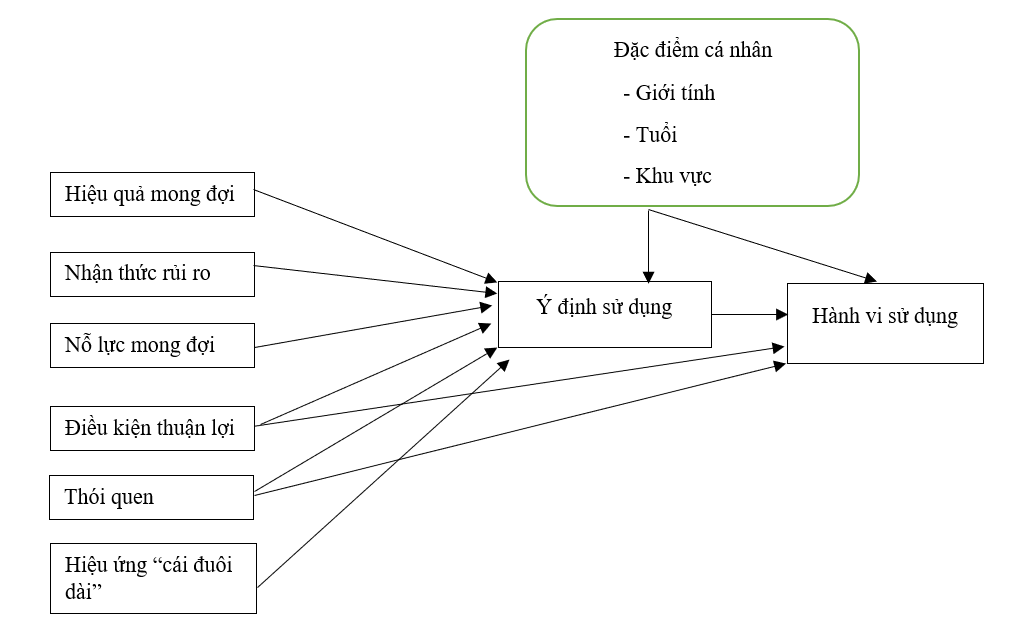 Đặc điểm cá nhân
- Giới tính
- Tuổi
- Khu vực
Hiệu quả mong đợi
Nhận thức rủi ro
Nỗ lực mong đợi
Điều kiện thuận lợi
Thói quen
Hiệu ứng “cái đuôi
dài”
Ý định sử dụng
Hành vi sử dụng